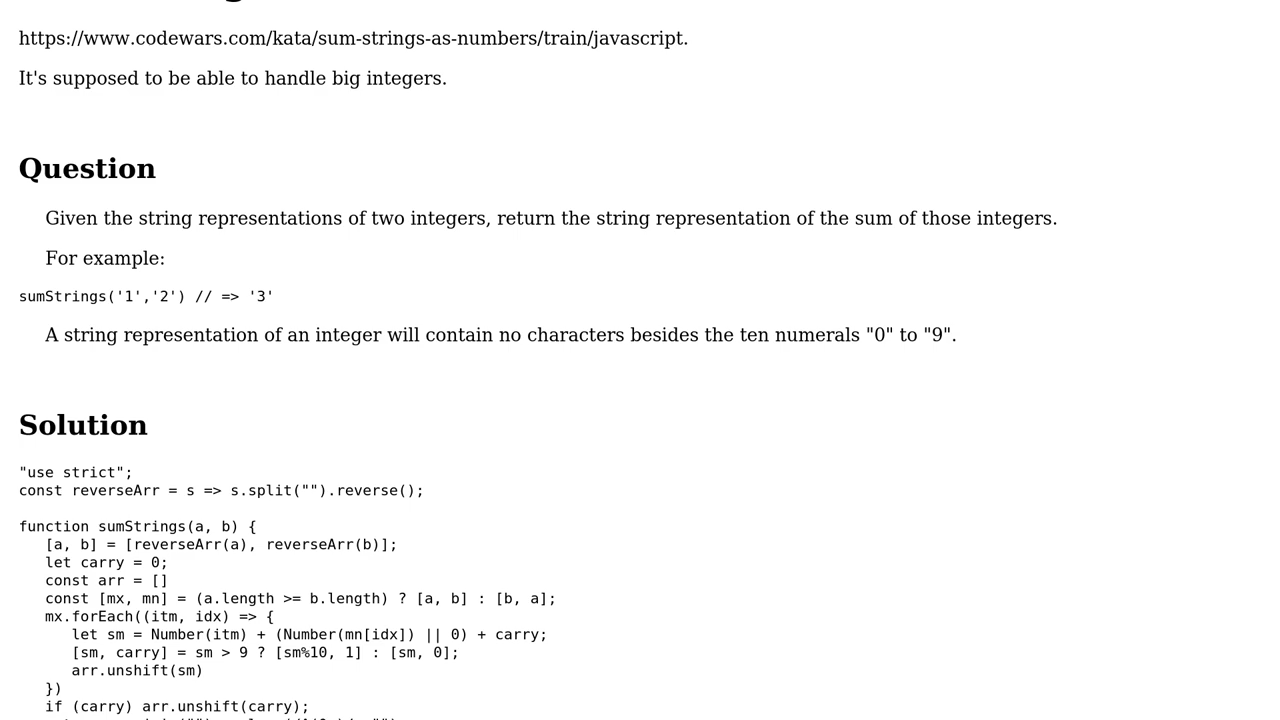 https://www.codewars.com/kata/sum-strings-as-numbers/train/javascript.
It's supposed to be able to handle big integers.
Question
Given the string representations of two integers, return the string representation of the sum of those integers.
For example:
sumStrings('1','2') // => '3'
A string representation of an integer will contain no characters besides the ten numerals "0" to "9".
Solution
"use strict";
const reverseArr = s => s.split("").reverse();
function sumStrings(a, b) {
[a, b] = [reverseArr(a), reverseArr(b)];
let carry = 0;
const arr = []
const [mx, mn] = (a.length >= b.length) ? [a, b] : [b, a];
mx.forEach((itm, idx) => {
let sm = Number(itm) + (Number(mn[idx]) || 0) + carry;
[sm, carry] = sm > 9 ? [sm%10, 1] : [sm, 0];
arr.unshift(sm)
})
if (carry) arr.unshift(carry);